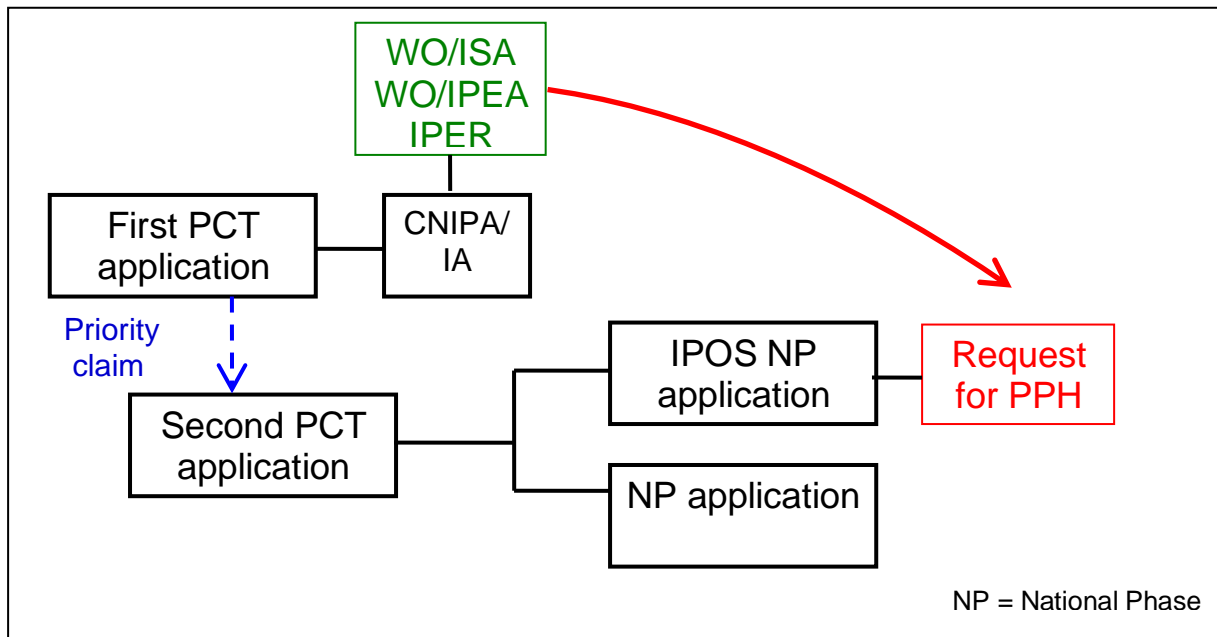 WO/ISA
WO/IPEA
IPER
First PCT
application
CNIPA/
IA
Priority
claim
IPOS NP
application
Request
for PPH
Second PCT
application
NP application
NP = National Phase